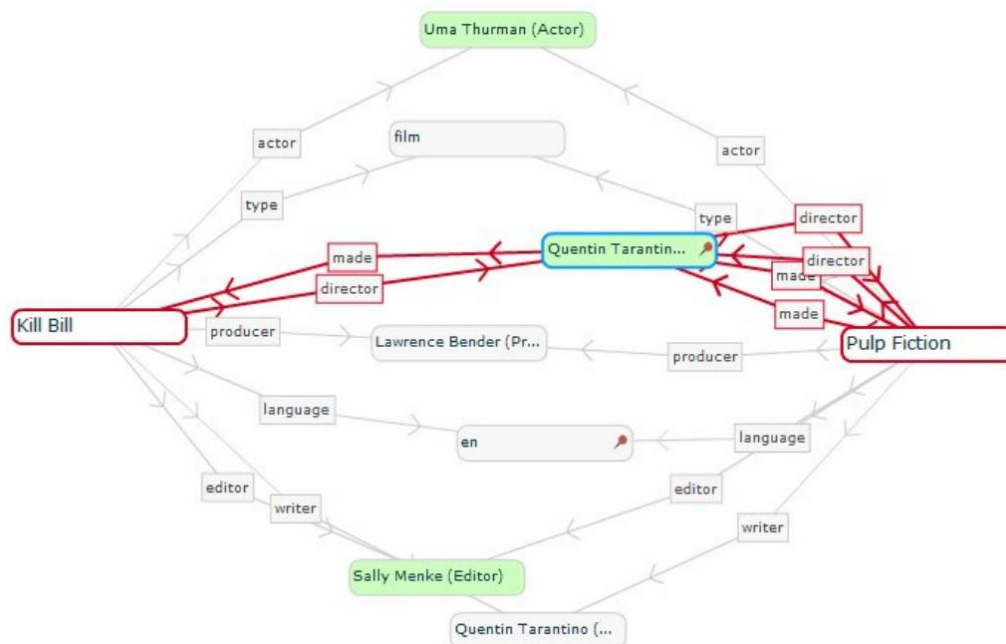 Uma Thurman (Actor)
actor
film
actor
type
type
director
Quentin Tarantin...
made
director
director
made
made
Kill Bill
producer
Lawrence Bender (Pr...
producer
Pulp Fiction
language
en
language
editor
writer
editor
writer
Sally Menke (Editor)
Quentin Tarantino (...